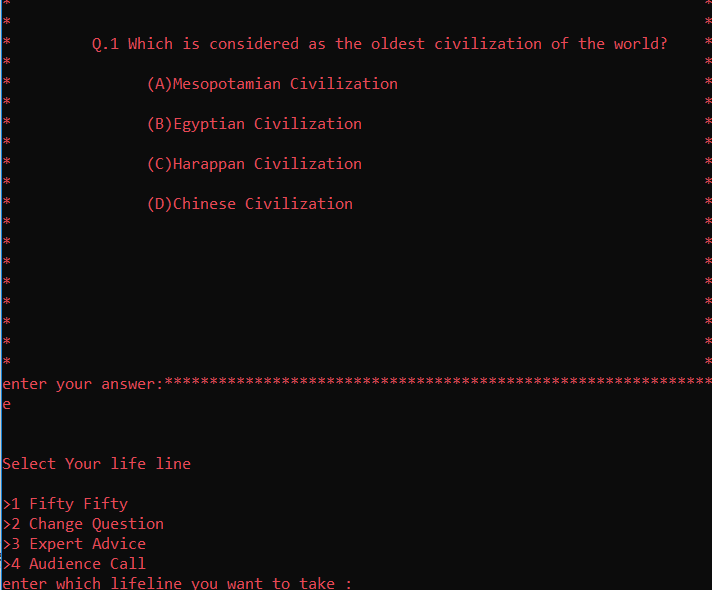 Q.1 Which is considered as the oldest civilization of the world?
(A)Mesopotamian Civilization
(B)Egyptian Civilization
(C)Harappan Civilization
(D)Chinese Civilization
enter your answer:*************************************************************
e
Select Your life line
>1 Fifty Fifty
>2 Change Question
>3 Expert Advice
>4 Audience Call
enter which lifeline you want to take :